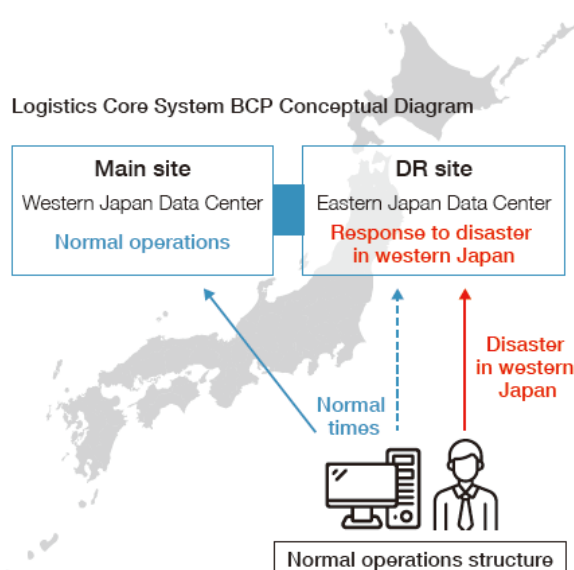 Logistics Core System BCP Conceptual Diagram
Main site
Western Japan Data Center
Normal operations
DR site
Eastern Japan Data Center
Response to disaster
in western Japan
Normal
times
Disaster
in western
Japan
Normal operations structure